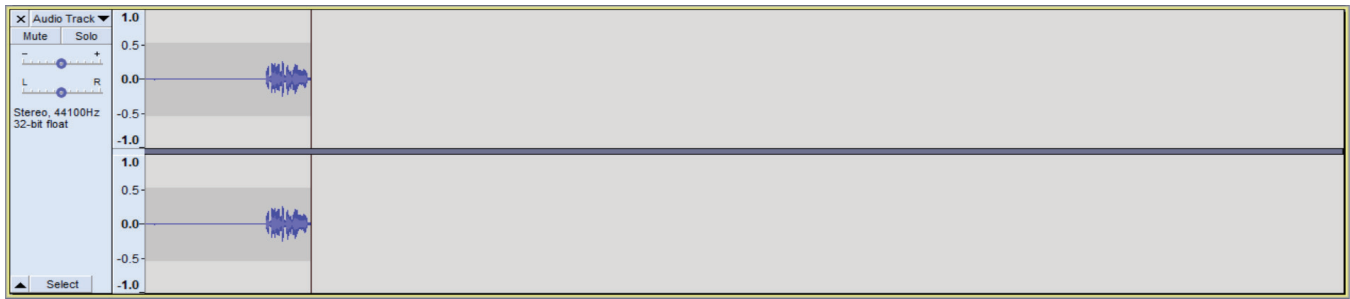 × Audio Track ▼
Mute Solo
- +
L R
Stereo, 44100Hz
32-bit float
▲ Select
1.0
0.5-
0.0-
-0.5-
-1.0
1.0
0.5-
0.0-
-0.5-
-1.0